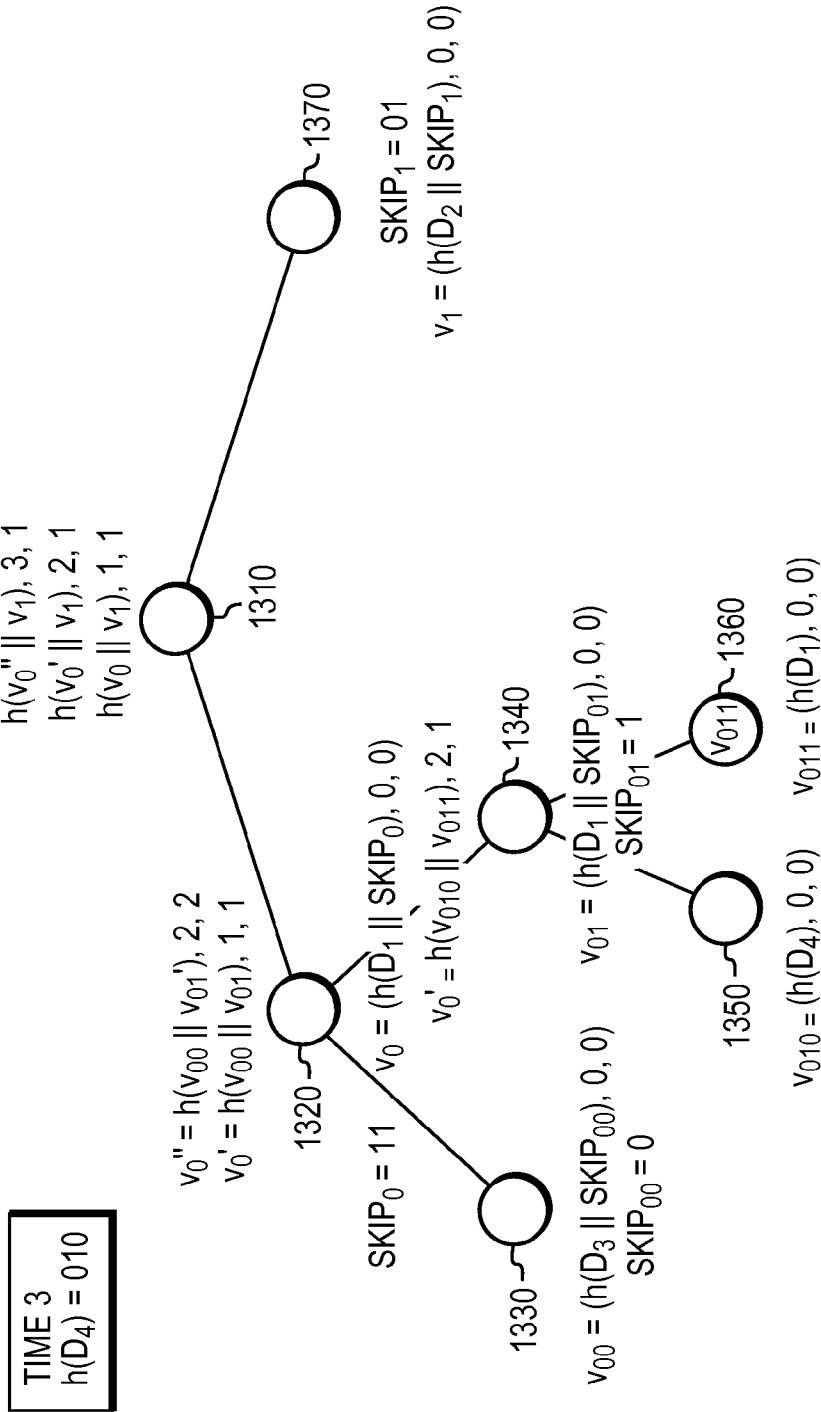 TIME 3
h(D₄) = 010
h(v₀'' || v₁), 3, 1
h(v₀' || v₁), 2, 1
h(v₀ || v₁), 1, 1
1310
v₀'' = h(v₀₀ || v₀₁'), 2, 2
v₀' = h(v₀₀ || v₀₁), 1, 1
1320
1370
SKIP₁ = 01
v₁ = (h(D₂ || SKIP₁), 0, 0)
SKIP₀ = 11
v₀ = (h(D₁ || SKIP₀), 0, 0)
v₀' = h(v₀₁₀ || v₀₁₁), 2, 1
1330
1340
v₀₀ = (h(D₃ || SKIP₀₀), 0, 0)
SKIP₀₀ = 0
v₀₁ = (h(D₁ || SKIP₀₁), 0, 0)
SKIP₀₁ = 1
1350
v₀₁₁
1360
v₀₁₀ = (h(D₄), 0, 0)
v₀₁₁ = (h(D₁), 0, 0)